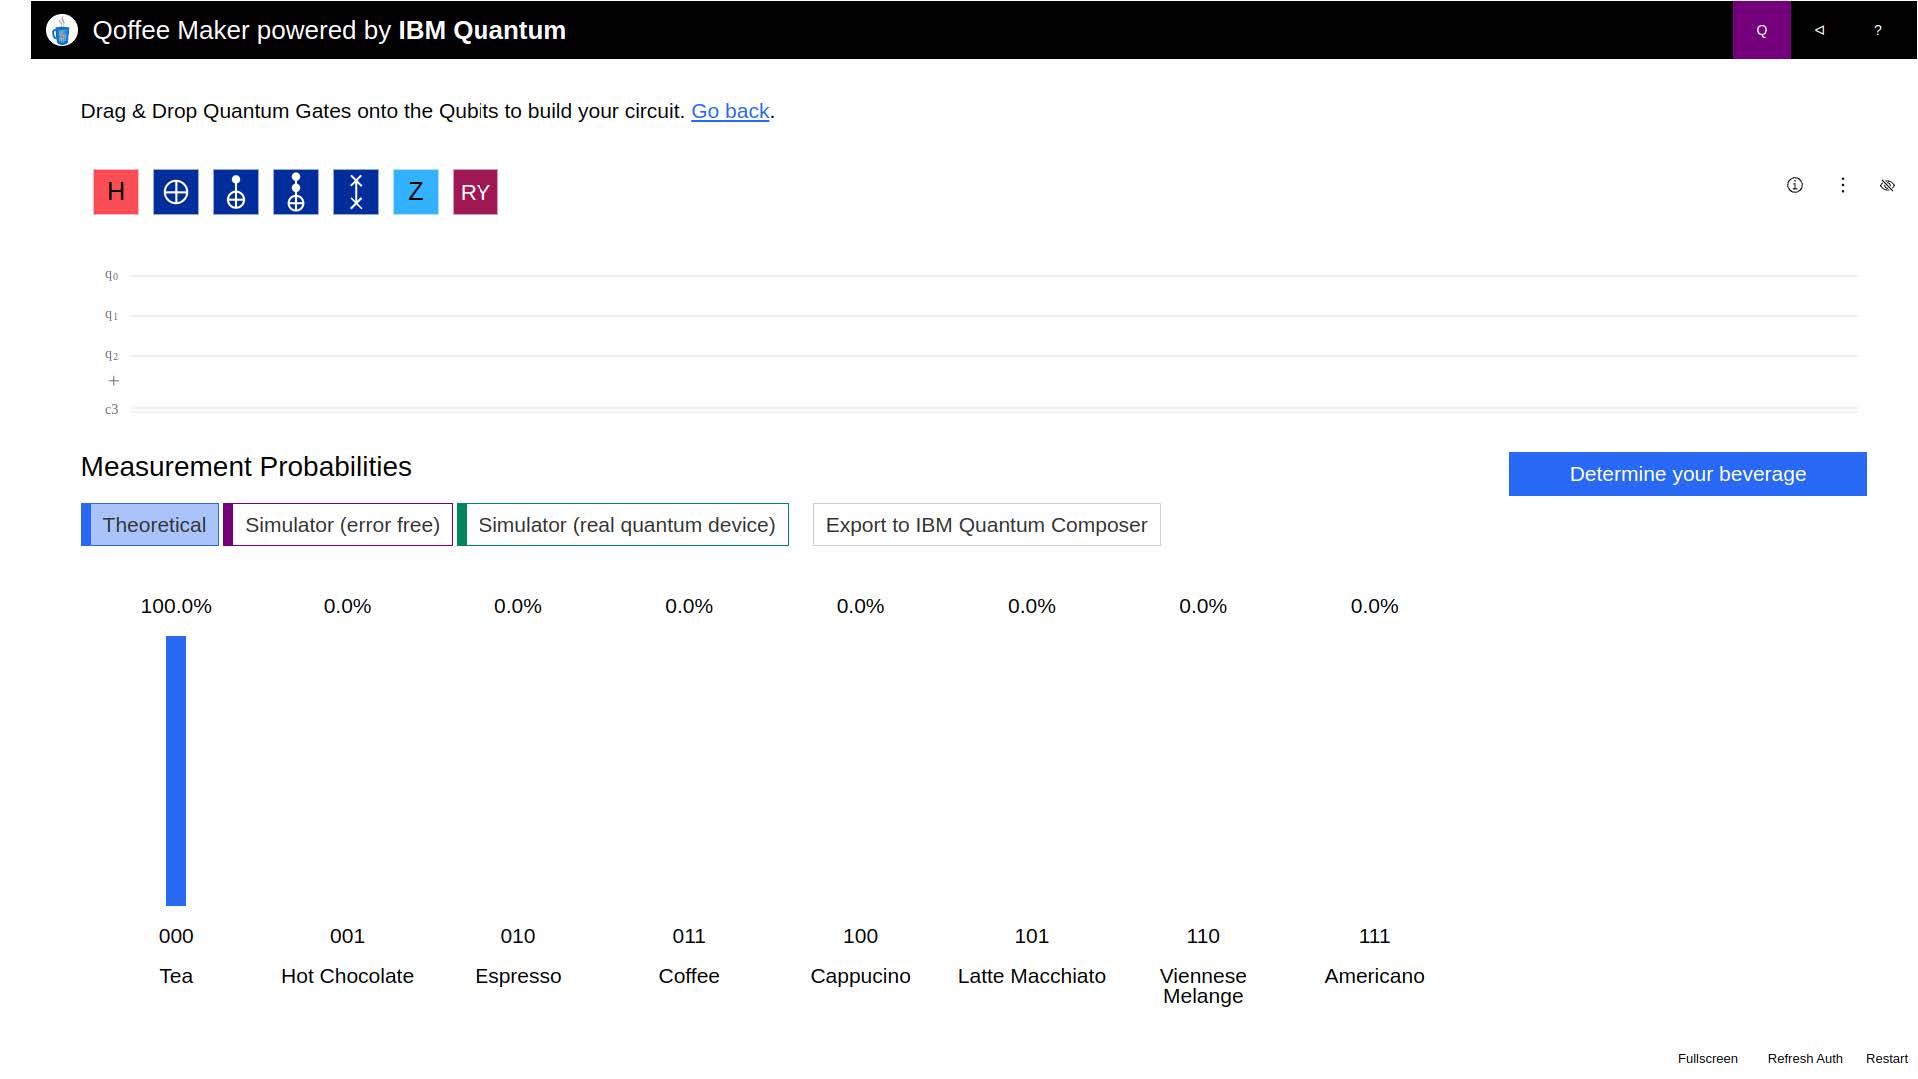 Qoffee Maker powered by IBM Quantum
Q
?
Drag & Drop Quantum Gates onto the Qubits to build your circuit. Go back.
H Z RY
q0
q1
q2
+
c3
Measurement Probabilities
Determine your beverage
Theoretical Simulator (error free) Simulator (real quantum device) Export to IBM Quantum Composer
100.0% 0.0% 0.0% 0.0% 0.0% 0.0% 0.0% 0.0%
000 001 010 011 100 101 110 111
Tea Hot Chocolate Espresso Coffee Cappucino Latte Macchiato Viennese Americano
Melange
Fullscreen Refresh Auth Restart